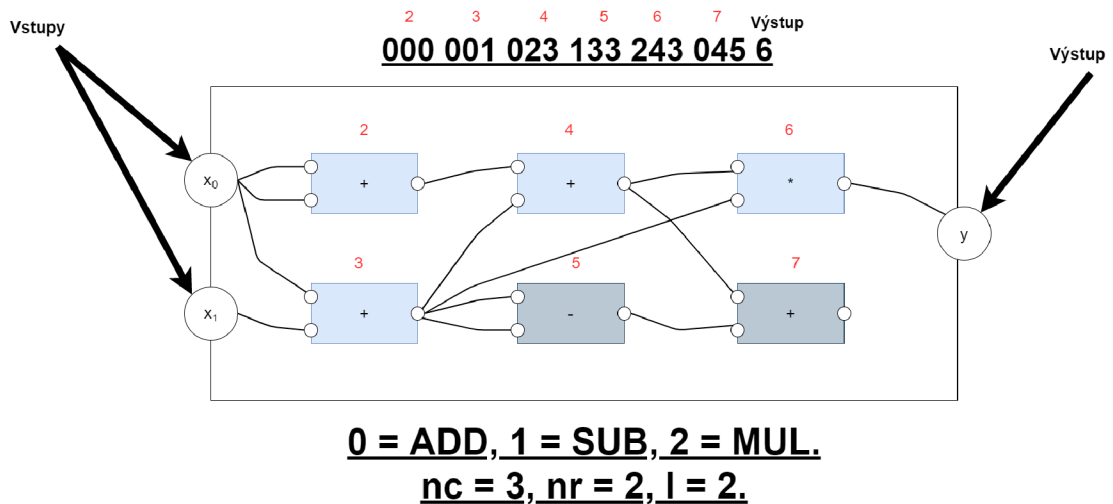 2 3 4 5 6 7 Výstup
Vstupy
000 001 023 133 243 045 6
Výstup
2 4 6
x0 + + *
y
3 5 7
x1 + - +
0 = ADD, 1 = SUB, 2 = MUL.
nc = 3, nr = 2, l = 2.